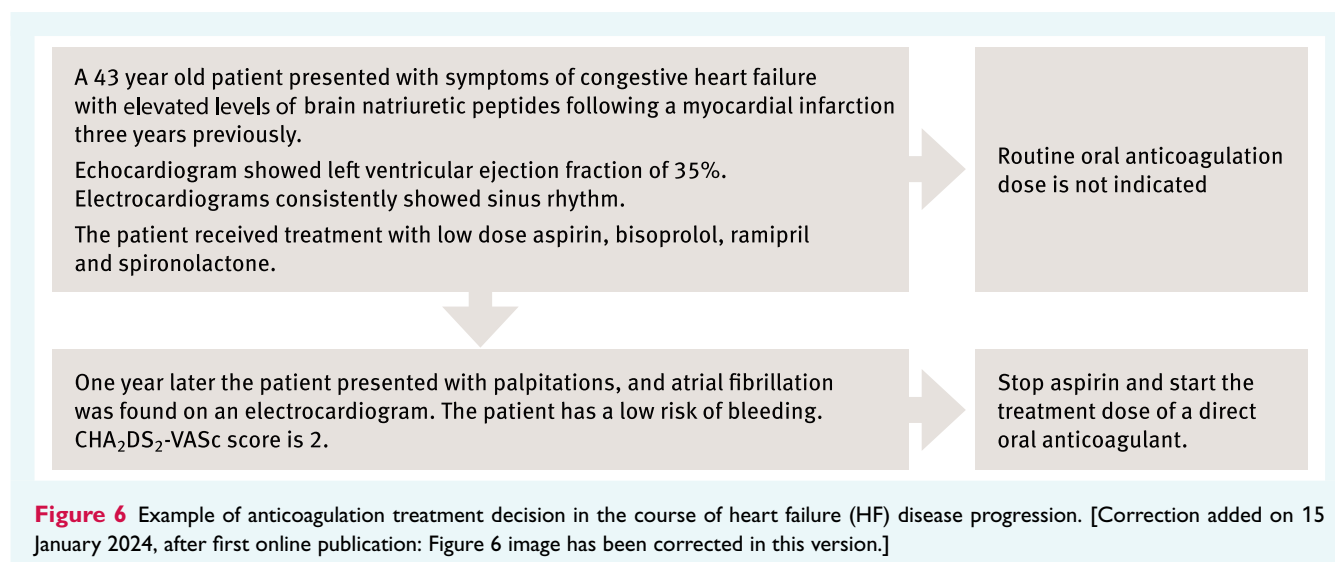 A 43 year old patient presented with symptoms of congestive heart failure
with elevated levels of brain natriuretic peptides following a myocardial infarction
three years previously.
Echocardiogram showed left ventricular ejection fraction of 35%.
Electrocardiograms consistently showed sinus rhythm.
The patient received treatment with low dose aspirin, bisoprolol, ramipril
and spironolactone.
Routine oral anticoagulation
dose is not indicated
One year later the patient presented with palpitations, and atrial fibrillation
was found on an electrocardiogram. The patient has a low risk of bleeding.
CHA₂DS₂-VASc score is 2.
Stop aspirin and start the
treatment dose of a direct
oral anticoagulant.
Figure 6 Example of anticoagulation treatment decision in the course of heart failure (HF) disease progression. [Correction added on 15
January 2024, after first online publication: Figure 6 image has been corrected in this version.]